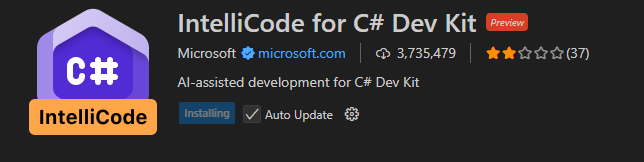 IntelliCode for C# Dev Kit Preview
Microsoft microsoft.com 3,735,479 (37)
AI-assisted development for C# Dev Kit
Installing Auto Update
C#
IntelliCode